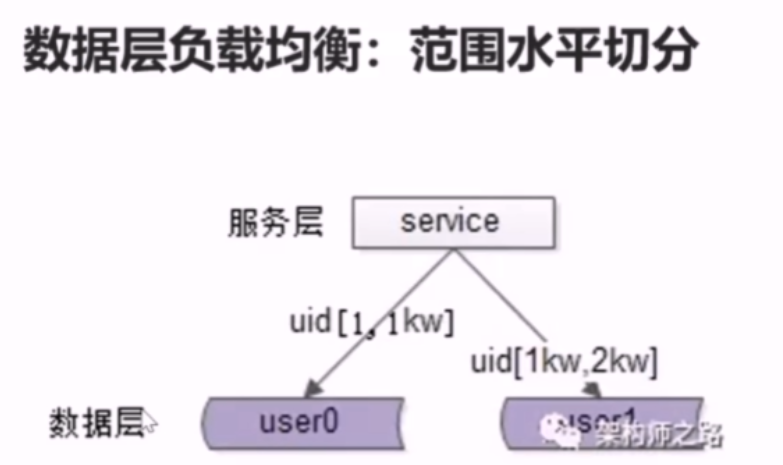 数据层负载均衡：范围水平切分
服务层
service
uid[1, 1kw]
uid[1kw,2kw]
数据层
user0
user1
架构师之路